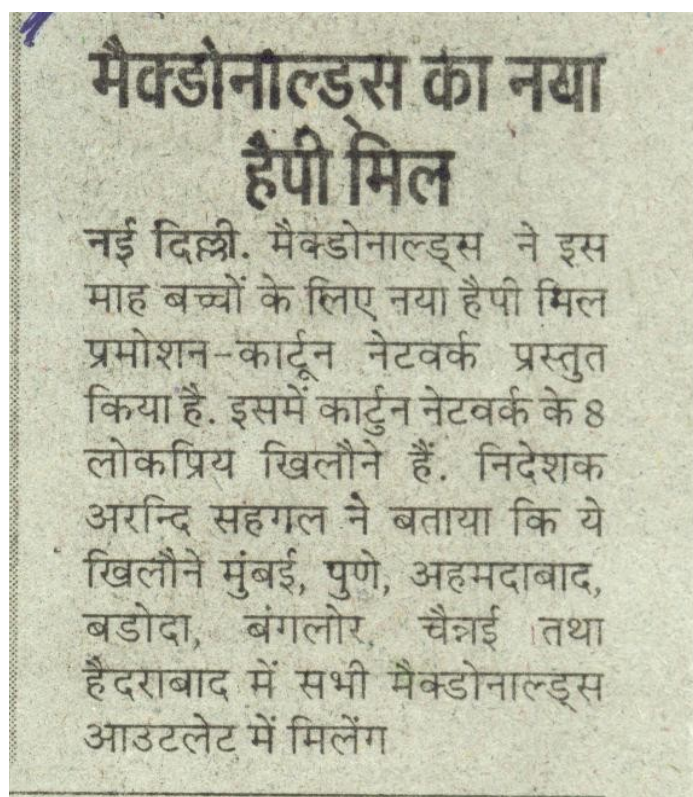 मैक्डोनाल्ड्स का नया
हैपी मिल
नई दिल्ली. मैक्डोनाल्ड्स ने इस
माह बच्चों के लिए नया हैपी मिल
प्रमोशन-कार्टून नेटवर्क प्रस्तुत
किया है. इसमें कार्टुन नेटवर्क के 8
लोकप्रिय खिलौने हैं. निदेशक
अरन्दि सहगल ने बताया कि ये
खिलौने मुंबई, पुणे, अहमदाबाद,
बडोदा, बंगलोर, चैन्नई तथा
हैदराबाद में सभी मैक्डोनाल्ड्स
आउटलेट में मिलेंग